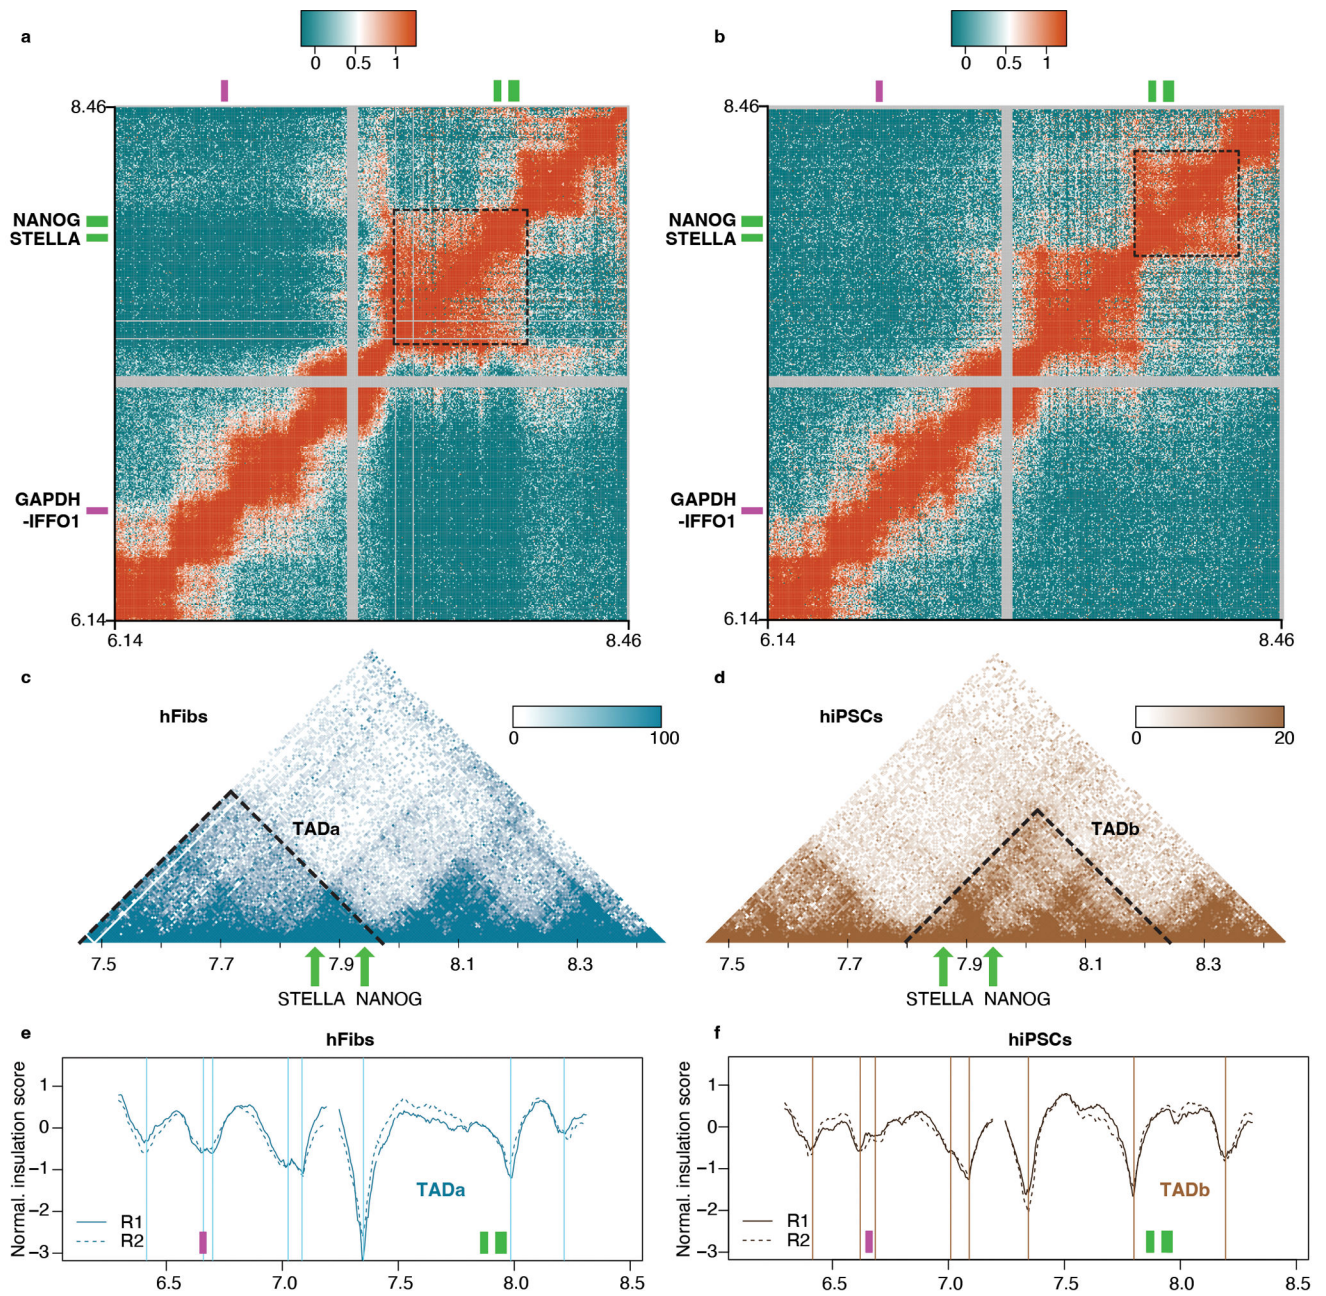 a
0 0.5 1
8.46
NANOG
STELLA
GAPDH
-IFFO1
6.14
6.14 8.46
b
0 0.5 1
8.46
NANOG
STELLA
GAPDH
-IFFO1
6.14
6.14 8.46
c
hFibs
0 100
TADa
7.5 7.7 7.9 8.1 8.3
STELLA NANOG
d
hiPSCs
0 20
TADb
7.5 7.7 7.9 8.1 8.3
STELLA NANOG
e
hFibs
Normal. insulation score
1
0
−1
−2
−3
TADa
R1
R2
6.5 7.0 7.5 8.0 8.5
f
hiPSCs
Normal. insulation score
1
0
−1
−2
−3
TADb
R1
R2
6.5 7.0 7.5 8.0 8.5